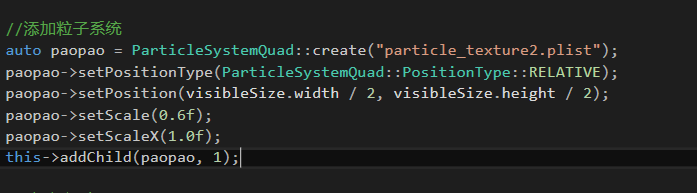 //添加粒子系统
auto paopao = ParticleSystemQuad::create("particle_texture2.plist");
paopao->setPositionType(ParticleSystemQuad::PositionType::RELATIVE);
paopao->setPosition(visibleSize.width / 2, visibleSize.height / 2);
paopao->setScale(0.6f);
paopao->setScaleX(1.0f);
this->addChild(paopao, 1);